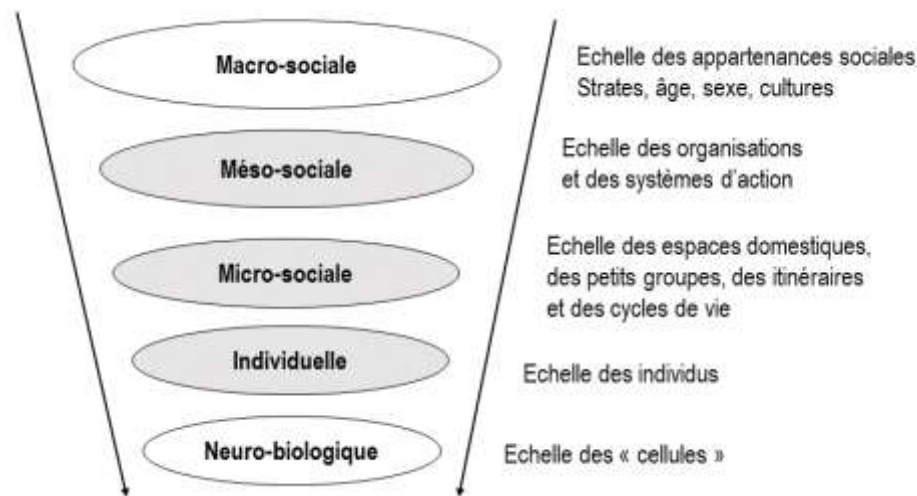 Macro-sociale
Echelle des appartenances sociales
Strates, âge, sexe, cultures
Méso-sociale
Echelle des organisations
et des systèmes d'action
Micro-sociale
Echelle des espaces domestiques,
des petits groupes, des itinéraires
et des cycles de vie
Individuelle
Echelle des individus
Neuro-biologique
Echelle des « cellules »